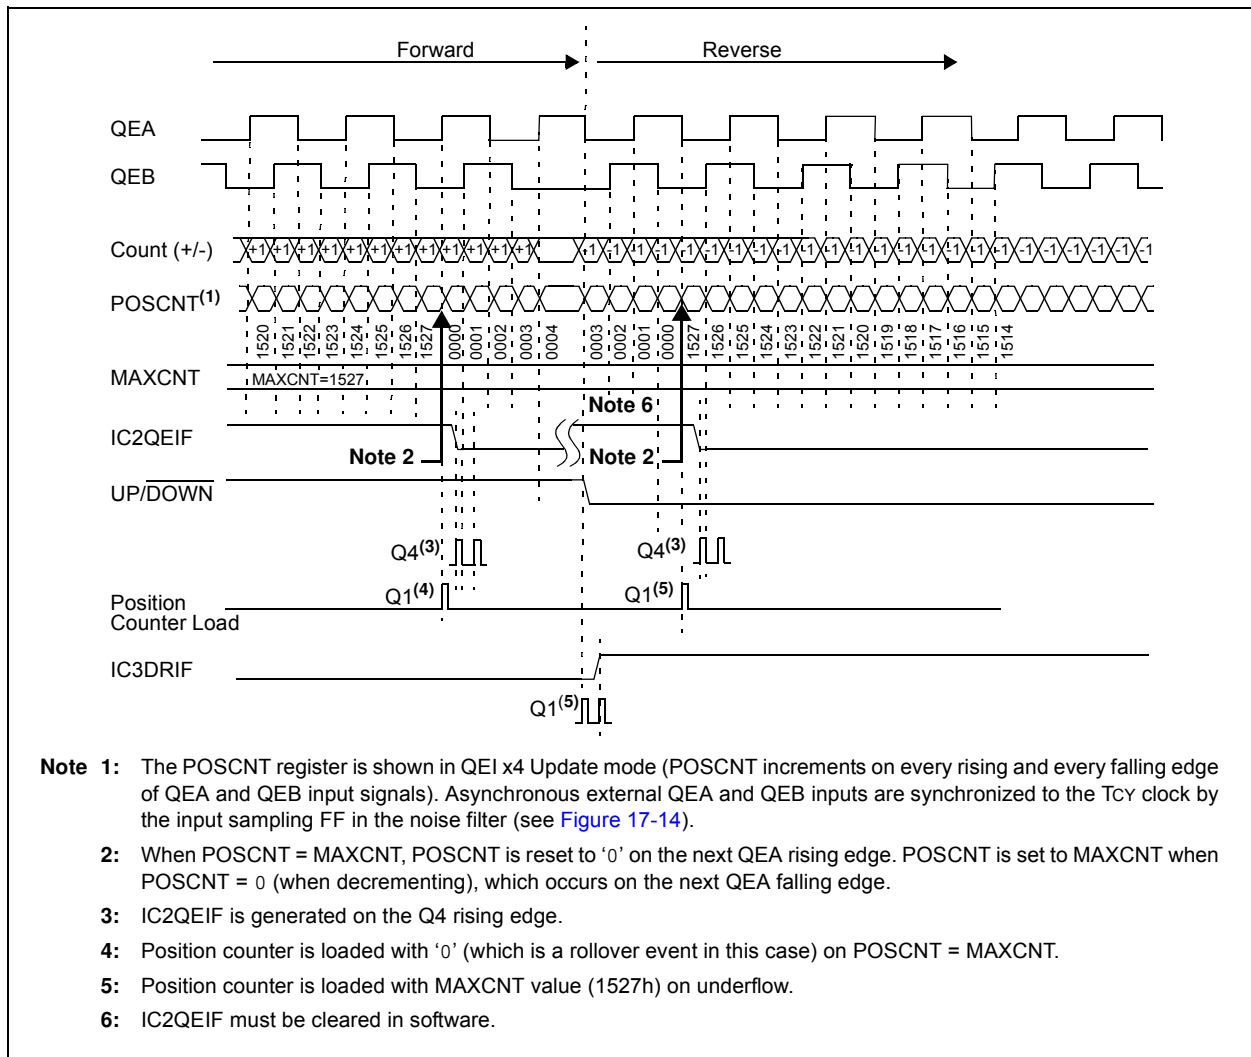 Forward
Reverse
QEA
QEB
Count (+/-)
+1 +1 +1 +1 +1 +1 +1 +1 +1 +1 +1 +1 -1 -1 -1 -1 -1 -1 -1 -1 -1 -1 -1 -1 -1 -1 -1 -1 -1 -1 -1 -1 -1 -1 -1 -1
POSCNT(1)
1520 1521 1522 1523 1524 1525 1526 1527 0000 0001 0002 0003 0004 0003 0002 0001 0000 1527 1526 1525 1524 1523 1522 1521 1520 1519 1518 1517 1516 1515 1514
MAXCNT
MAXCNT=1527
Note 6
IC2QEIF
Note 2
Note 2
UP/DOWN
Q4(3)
Q4(3)
Q1(4)
Q1(5)
Position
Counter Load
IC3DRIF
Q1(5)
Note 1: The POSCNT register is shown in QEI x4 Update mode (POSCNT increments on every rising and every falling edge
of QEA and QEB input signals). Asynchronous external QEA and QEB inputs are synchronized to the TCY clock by
the input sampling FF in the noise filter (see Figure 17-14).
2: When POSCNT = MAXCNT, POSCNT is reset to ‘0’ on the next QEA rising edge. POSCNT is set to MAXCNT when
POSCNT = 0 (when decrementing), which occurs on the next QEA falling edge.
3: IC2QEIF is generated on the Q4 rising edge.
4: Position counter is loaded with ‘0’ (which is a rollover event in this case) on POSCNT = MAXCNT.
5: Position counter is loaded with MAXCNT value (1527h) on underflow.
6: IC2QEIF must be cleared in software.